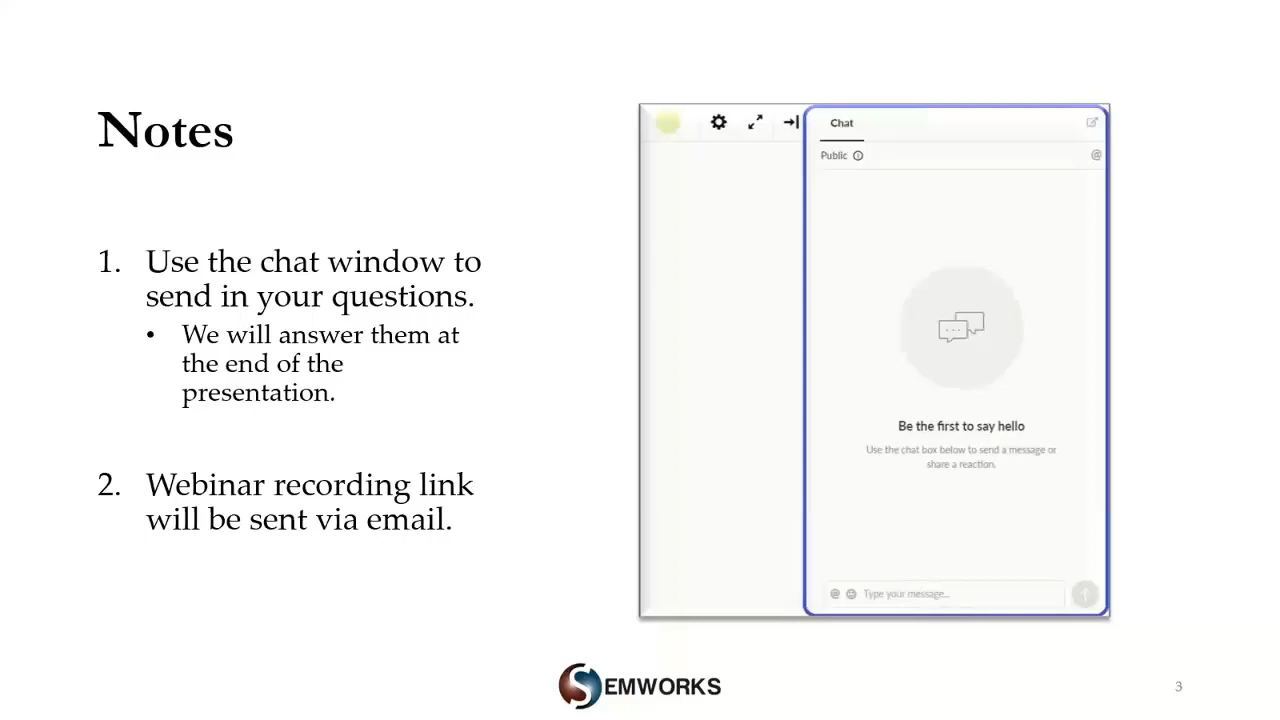 Notes
1. Use the chat window to
send in your questions.
• We will answer them at
the end of the
presentation.
2. Webinar recording link
will be sent via email.
Chat
Public
Be the first to say hello
Use the chat box below to send a message or
share a reaction.
@ Type your message...
SEMWORKS
3